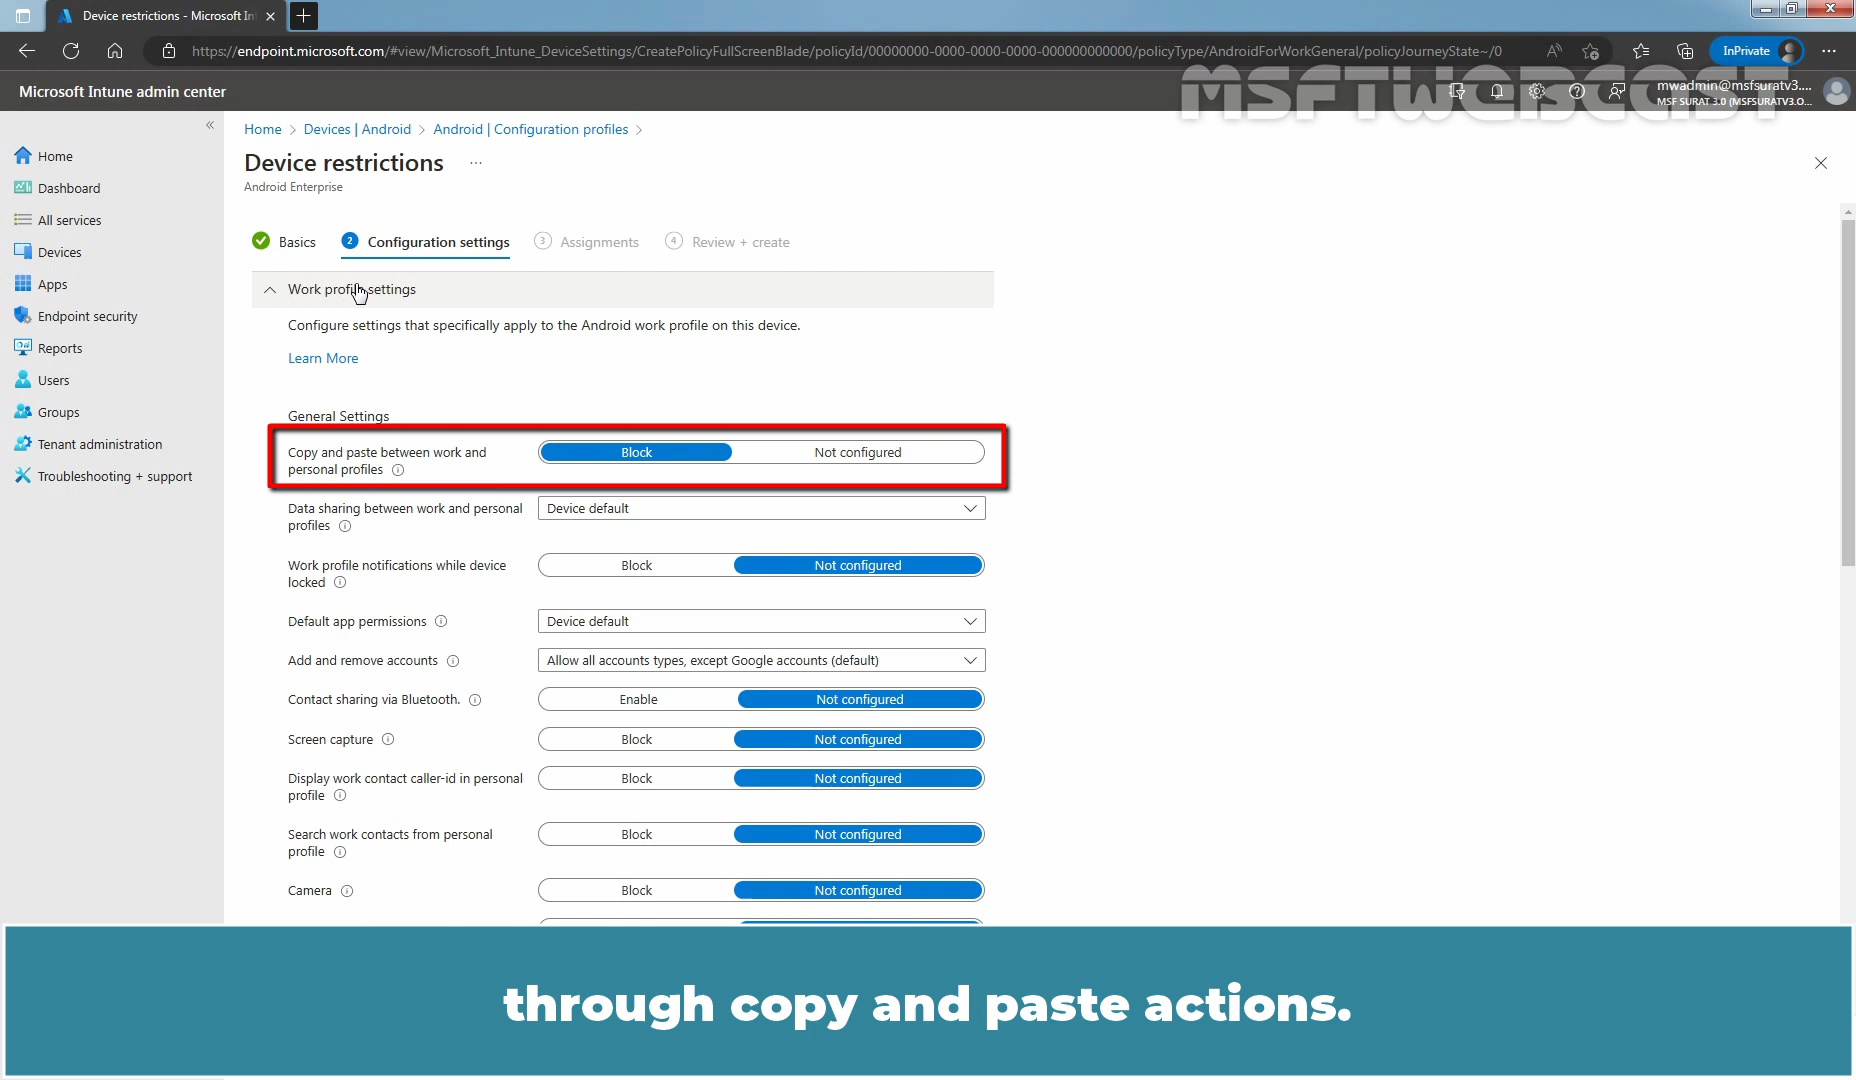 Device restrictions - Microsoft In
https://endpoint.microsoft.com/#view/Microsoft_Intune_DeviceSettings/CreatePolicyFullScreenBlade/policyId/00000000-0000-0000-0000-000000000000/policyType/AndroidForWorkGeneral/policyJourneyState~/0
InPrivate
Microsoft Intune admin center
MSFTWEBCAST
mwadmin@msfsuratv3....
MSF SURAT 3.0 (MSFSURATV3.O...
Home > Devices | Android > Android | Configuration profiles >
Device restrictions ...
Android Enterprise
Home
Dashboard
All services
Devices
Apps
Endpoint security
Reports
Users
Groups
Tenant administration
Troubleshooting + support
Basics 2 Configuration settings 3 Assignments 4 Review + create
Work profile settings
Configure settings that specifically apply to the Android work profile on this device.
Learn More
General Settings
Copy and paste between work and
personal profiles
Block Not configured
Data sharing between work and personal
profiles
Device default
Work profile notifications while device
locked
Block Not configured
Default app permissions Device default
Add and remove accounts Allow all accounts types, except Google accounts (default)
Contact sharing via Bluetooth. Enable Not configured
Screen capture Block Not configured
Display work contact caller-id in personal
profile
Block Not configured
Search work contacts from personal
profile
Block Not configured
Camera Block Not configured
through copy and paste actions.